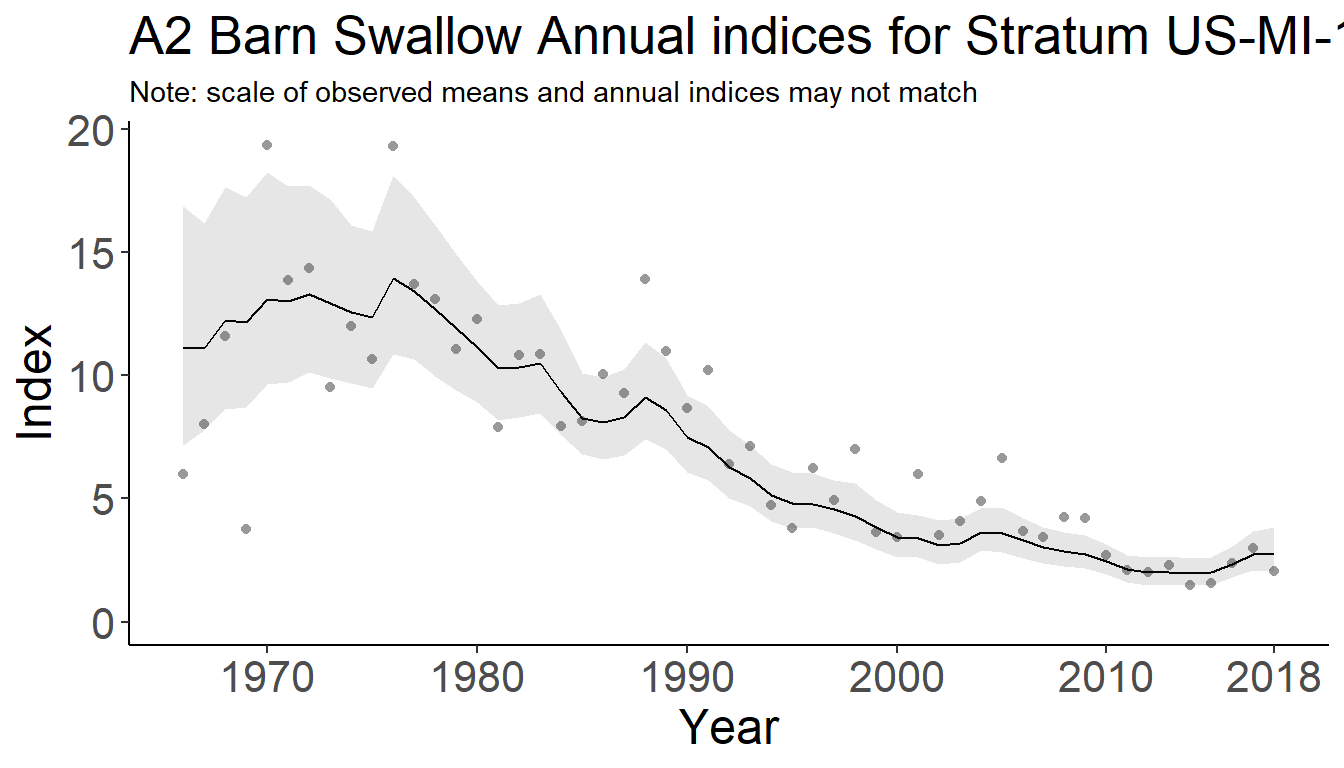 A2 Barn Swallow Annual indices for Stratum US-MI-1
Note: scale of observed means and annual indices may not match
20
15
10
5
0
Index
1970 1980 1990 2000 2010 2018
Year